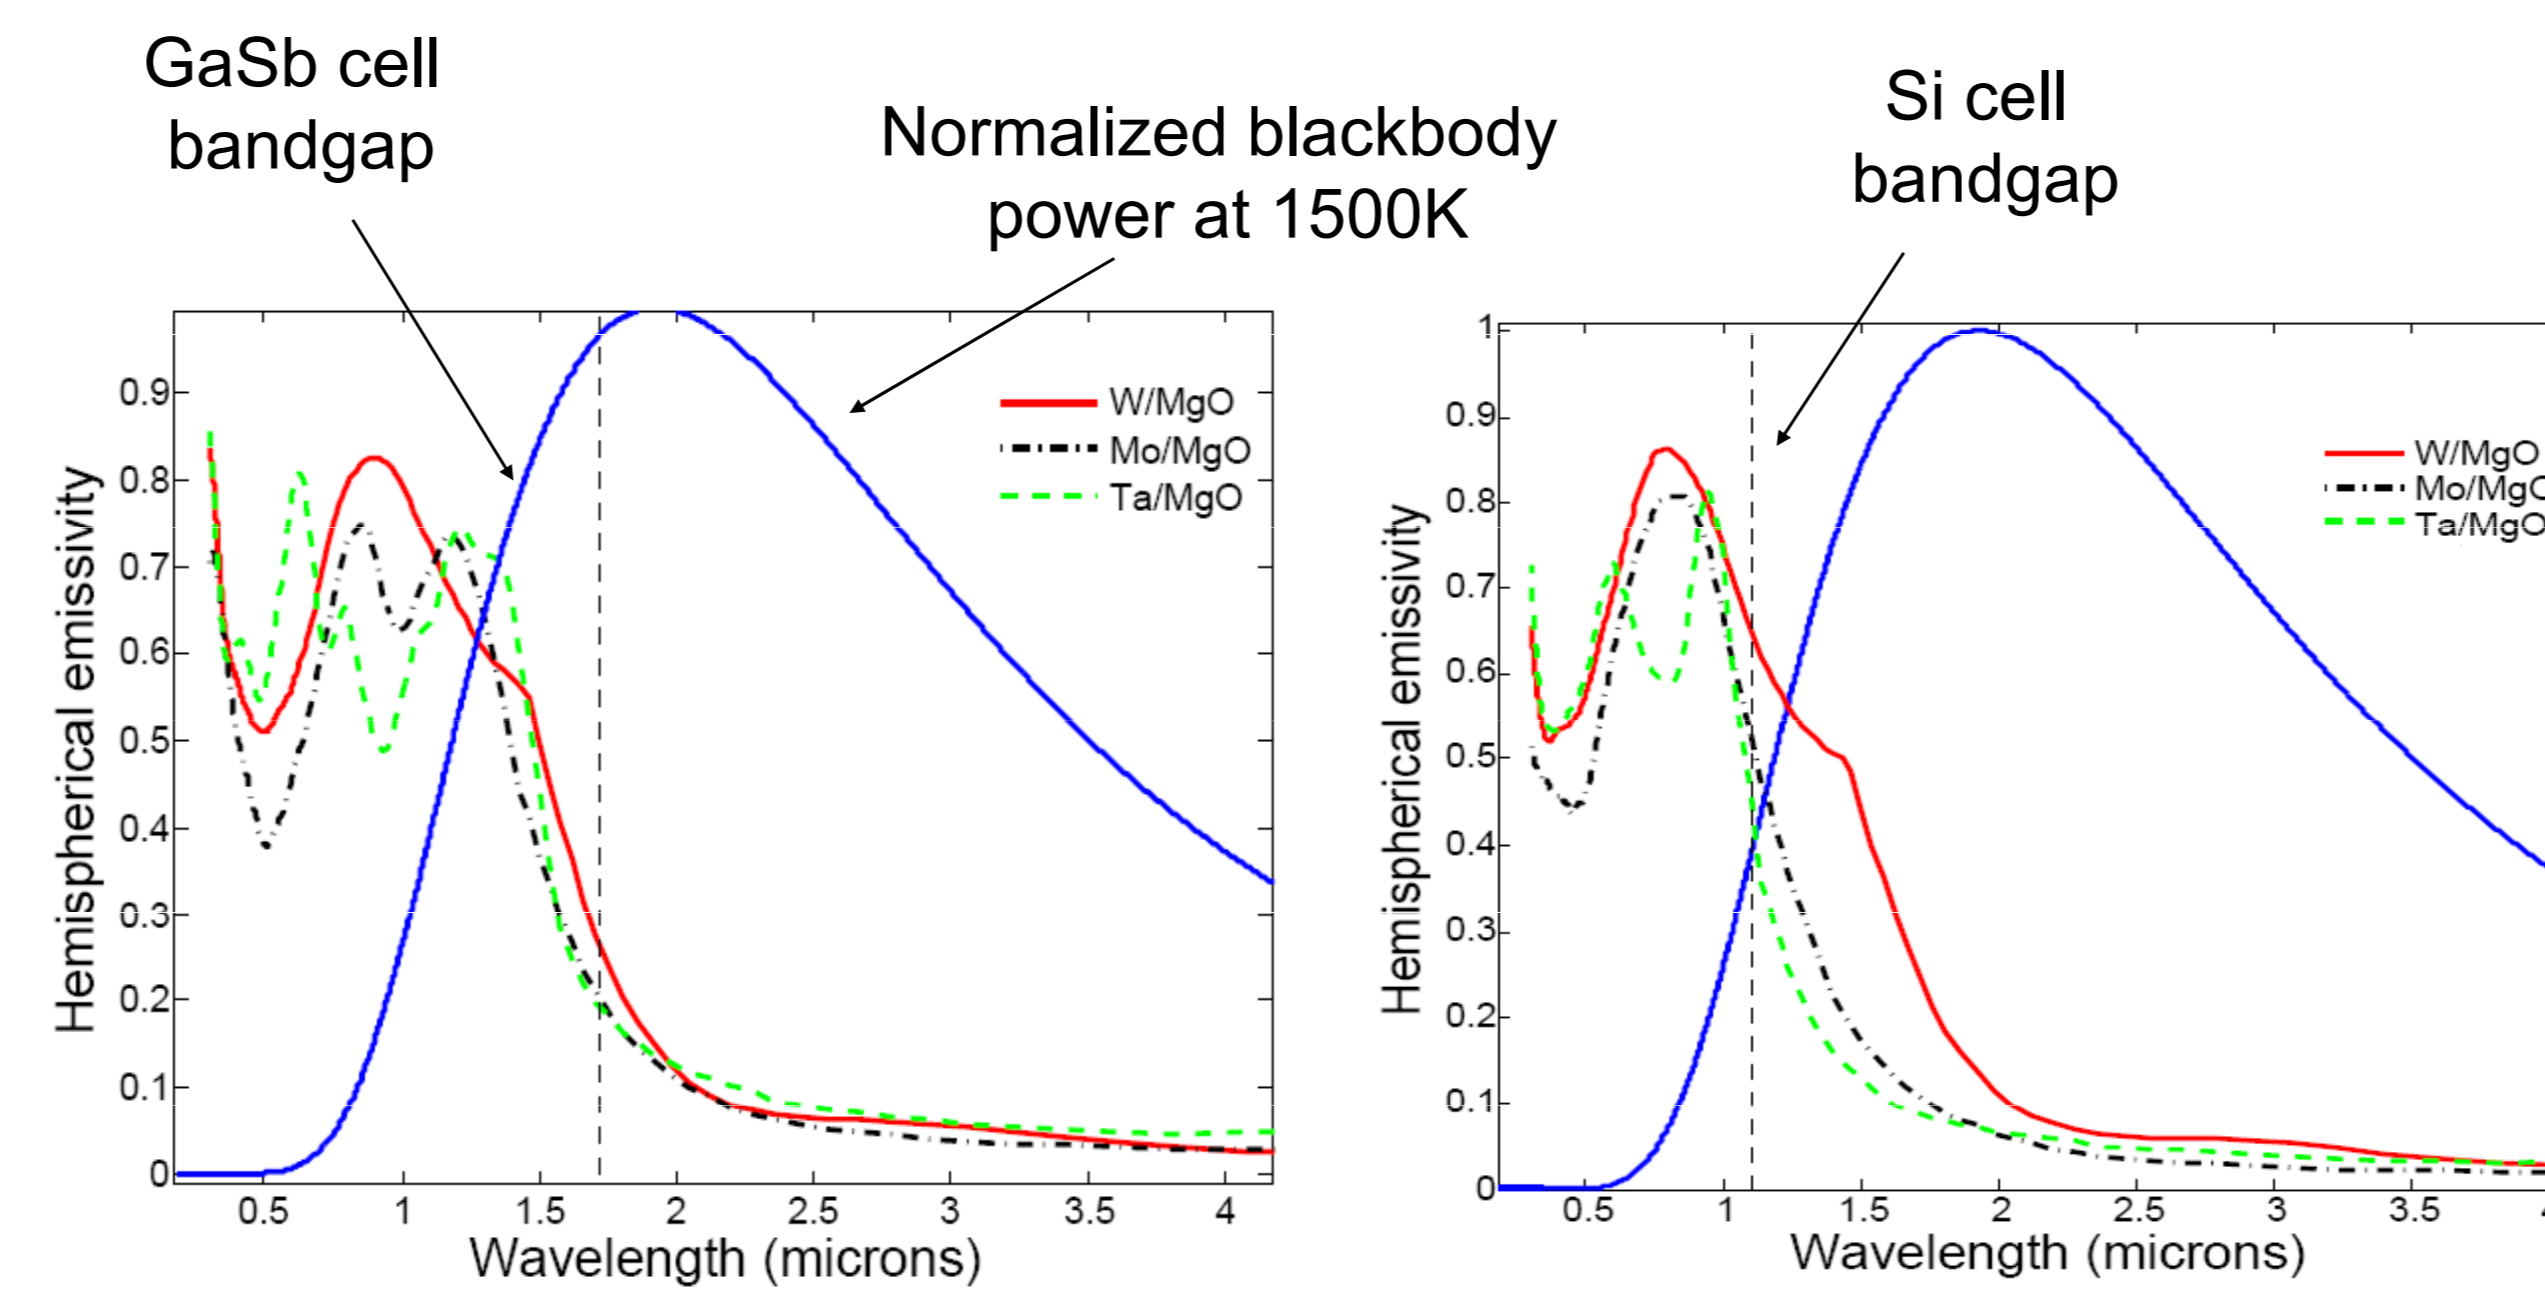 GaSb cell
bandgap
Normalized blackbody
power at 1500K
Si cell
bandgap
0.9
0.8
0.7
0.6
0.5
0.4
0.3
0.2
0.1
0
Hemispherical emissivity
W/MgO
Mo/MgO
Ta/MgO
0.5 1 1.5 2 2.5 3 3.5 4
Wavelength (microns)
1
0.9
0.8
0.7
0.6
0.5
0.4
0.3
0.2
0.1
0
Hemispherical emissivity
W/MgO
Mo/MgO
Ta/MgO
0.5 1 1.5 2 2.5 3 3.5
Wavelength (microns)